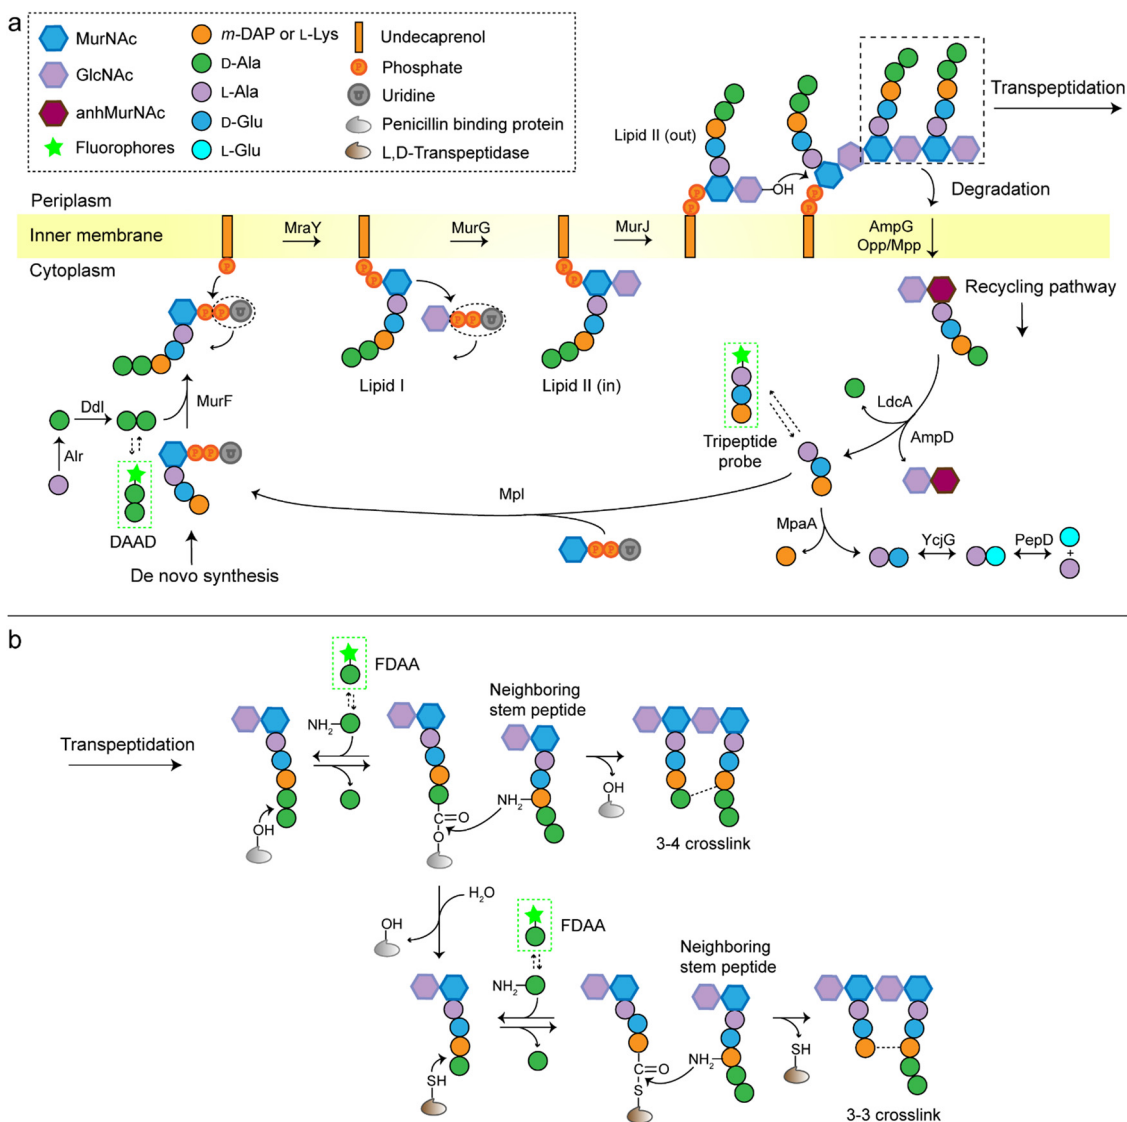 a
MurNAc
GlcNAc
anhMurNAc
Fluorophores
m-DAP or L-Lys
D-Ala
L-Ala
D-Glu
L-Glu
Undecaprenol
P Phosphate
U Uridine
Penicillin binding protein
L,D-Transpeptidase
Lipid II (out)
OH
Transpeptidation
Degradation
Periplasm
Inner membrane
Cytoplasm
MraY
MurG
MurJ
AmpG
Opp/Mpp
P
P
P
P
P
P
P
P
P
P
P
U
P
P
U
Recycling pathway
Lipid I
Lipid II (in)
Ddl
MurF
Alr
P
P
U
DAAD
De novo synthesis
Tripeptide
probe
LdcA
AmpD
Mpl
P
P
U
MpaA
YcjG
PepD
+
b
Transpeptidation
FDAA
NH2
OH
Neighboring
stem peptide
NH2
C=O
O
OH
3-4 crosslink
H2O
OH
FDAA
NH2
SH
Neighboring
stem peptide
NH2
C=O
S
SH
3-3 crosslink